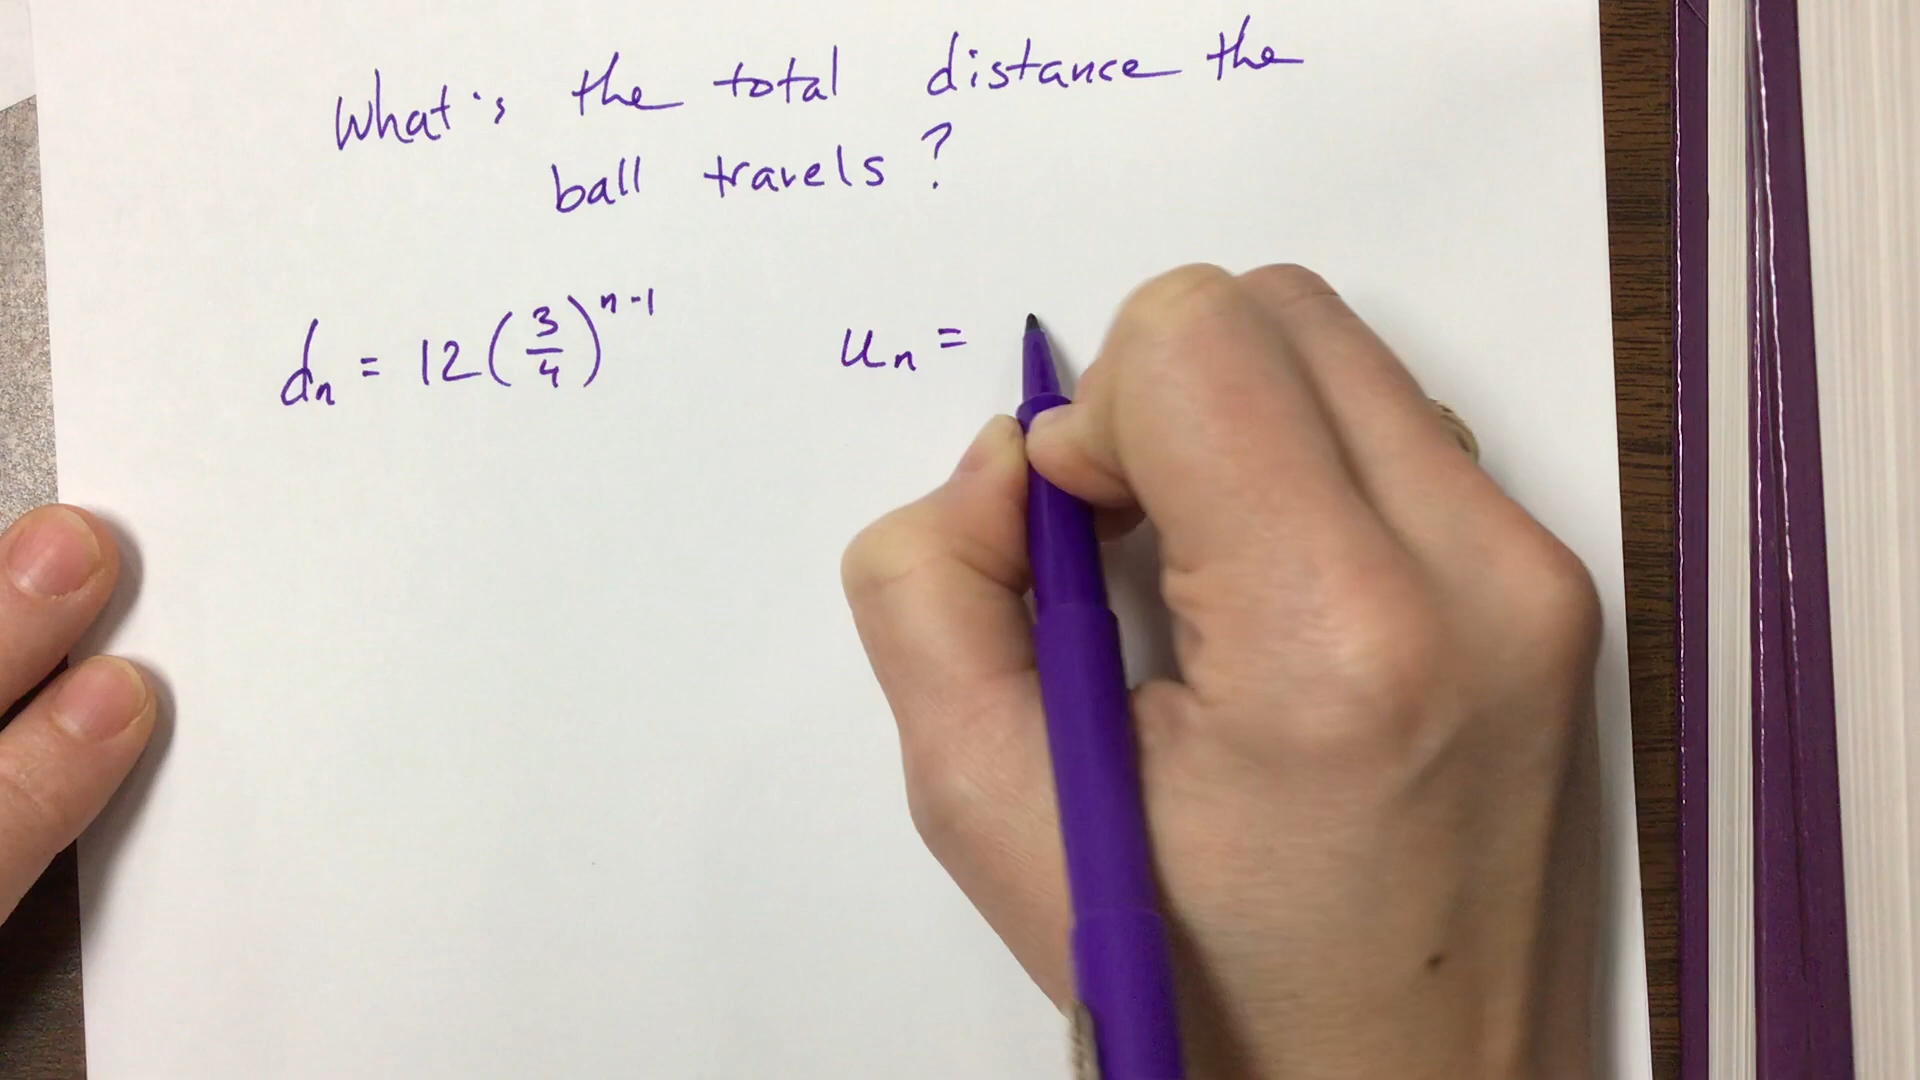 What's the total distance the
ball travels?
dₙ = 12(3/4)ⁿ⁻¹ uₙ =